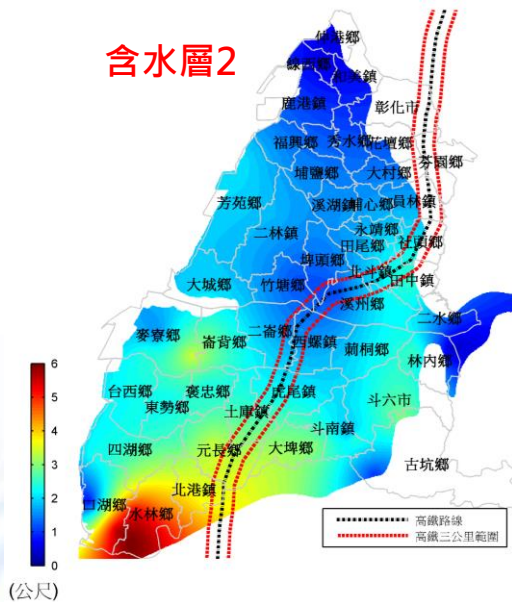 含水層2
伸港鄉
線西鄉
和美鎮
鹿港鎮
彰化市
福興鄉
秀水鄉
花壇鄉
芬園鄉
埔鹽鄉
大村鄉
芳苑鄉
溪湖鎮
埔心鄉
員林鎮
二林鎮
永靖鄉
田尾鄉
社頭鄉
埤頭鄉
北斗鎮
田中鎮
大城鄉
竹塘鄉
溪州鄉
二水鄉
麥寮鄉
崙背鄉
二崙鄉
西螺鎮
莿桐鄉
林內鄉
台西鄉
褒忠鄉
虎尾鎮
斗六市
東勢鄉
土庫鎮
斗南鎮
四湖鄉
元長鄉
大埤鄉
古坑鄉
口湖鄉
北港鎮
水林鄉
6
5
4
3
2
1
0
(公尺)
高鐵路線
高鐵三公里範圍